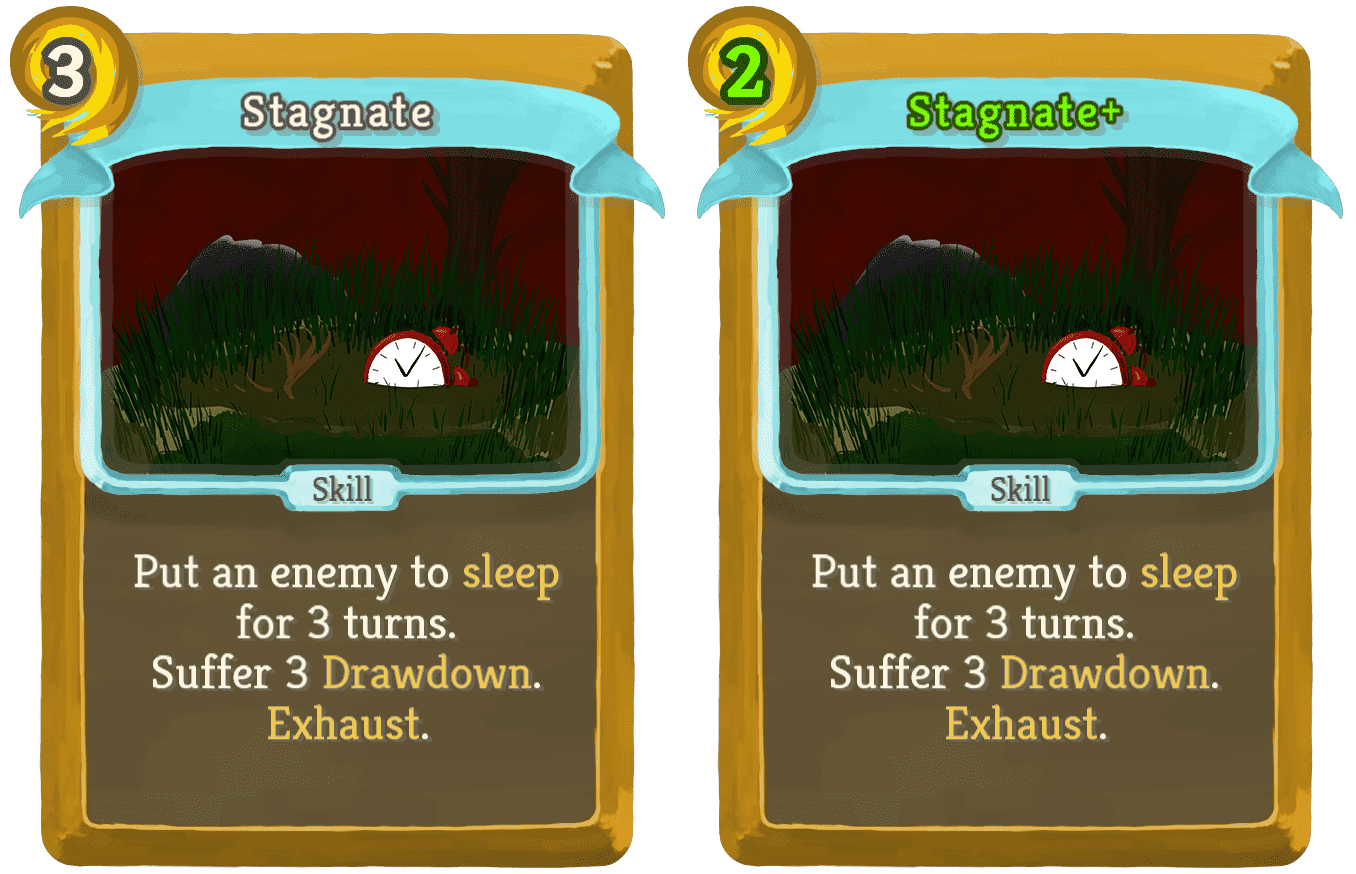 3
Stagnate
Skill
Put an enemy to sleep
for 3 turns.
Suffer 3 Drawdown.
Exhaust.
2
Stagnate+
Skill
Put an enemy to sleep
for 3 turns.
Suffer 3 Drawdown.
Exhaust.